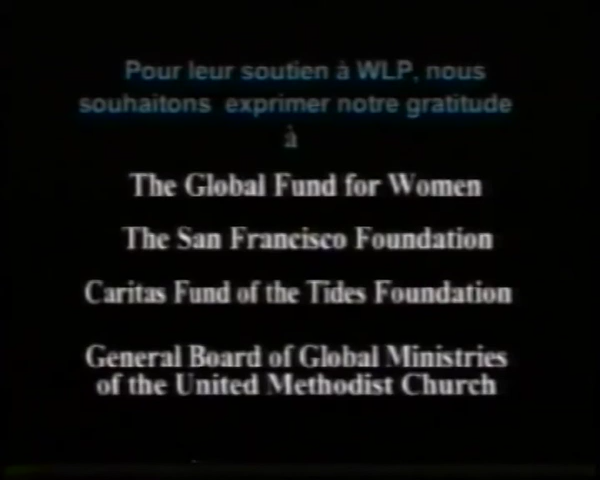 Pour leur soutien à WLP, nous
souhaitons exprimer notre gratitude
à
The Global Fund for Women
The San Francisco Foundation
Caritas Fund of the Tides Foundation
General Board of Global Ministries
of the United Methodist Church